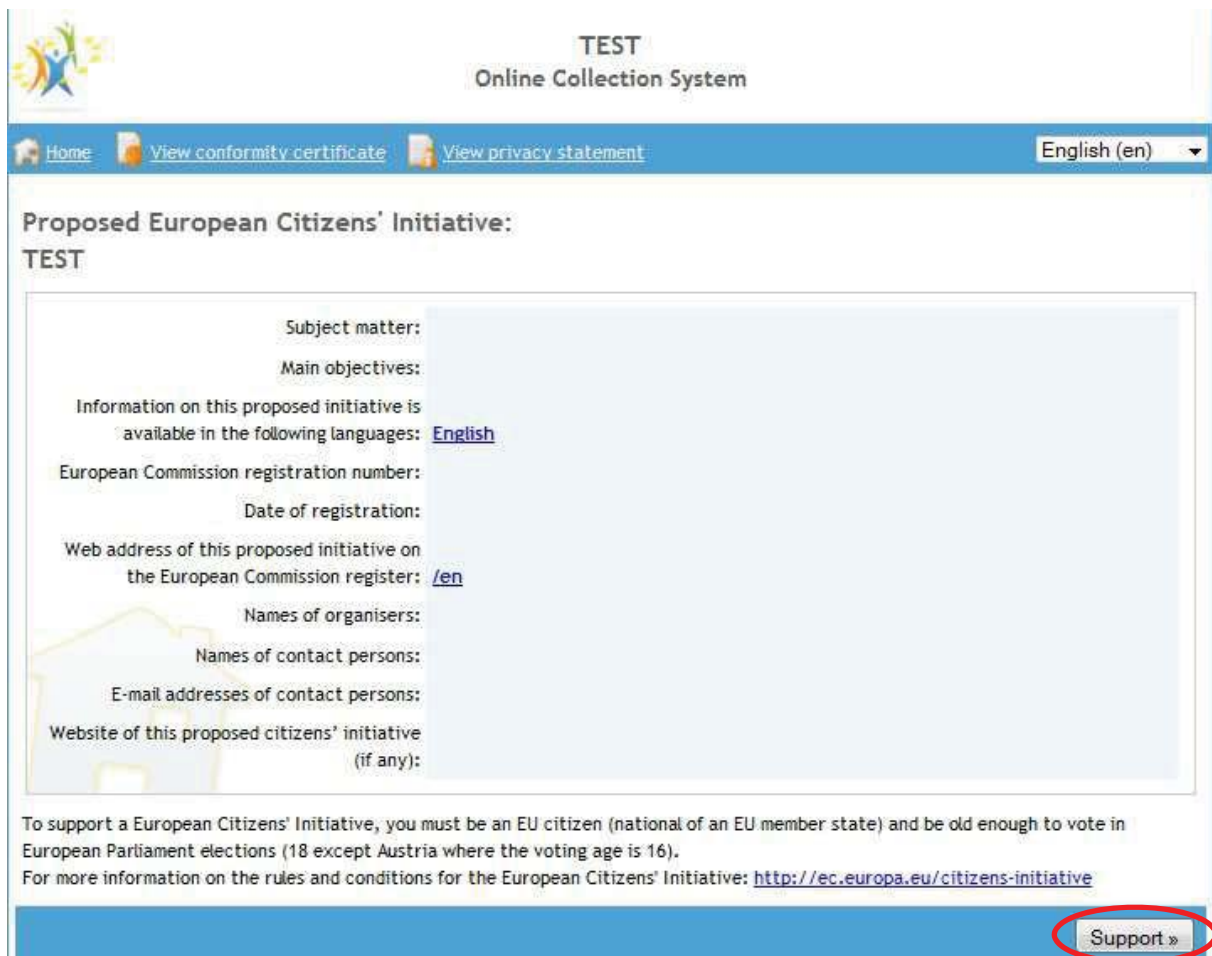 TEST
Online Collection System
Home View conformity certificate View privacy statement English (en)
Proposed European Citizens' Initiative:
TEST
Subject matter:
Main objectives:
Information on this proposed initiative is
available in the following languages: English
European Commission registration number:
Date of registration:
Web address of this proposed initiative on
the European Commission register: /en
Names of organisers:
Names of contact persons:
E-mail addresses of contact persons:
Website of this proposed citizens' initiative
(if any):
To support a European Citizens' Initiative, you must be an EU citizen (national of an EU member state) and be old enough to vote in
European Parliament elections (18 except Austria where the voting age is 16).
For more information on the rules and conditions for the European Citizens' Initiative: http://ec.europa.eu/citizens-initiative
Support »